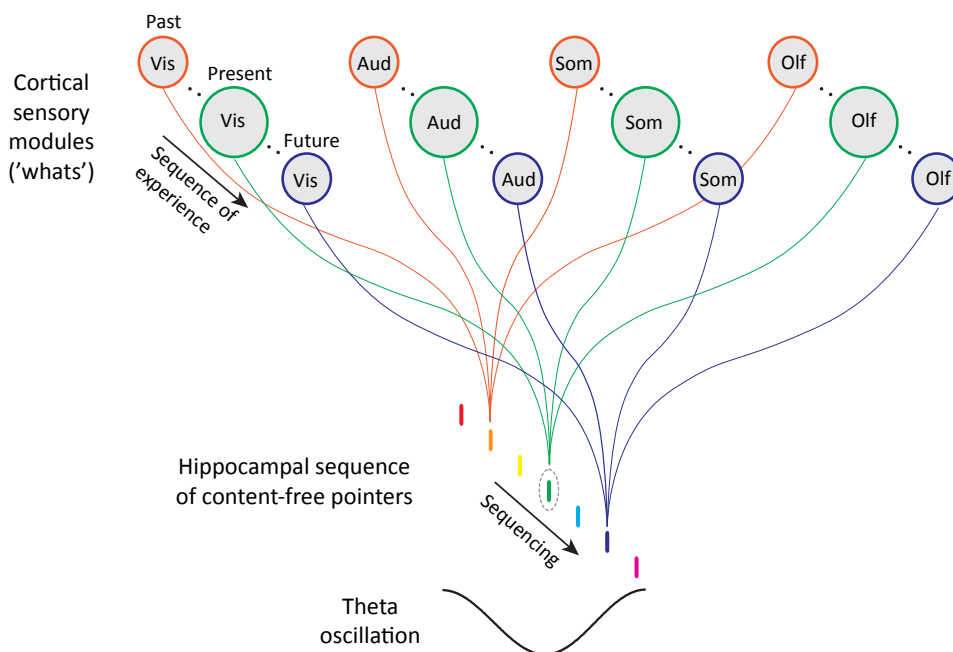 Past
Vis
Aud
Som
Olf
Present
Vis
Aud
Som
Olf
Future
Vis
Aud
Som
Olf
Cortical
sensory
modules
('whats')
Sequence of
experience
Hippocampal sequence
of content-free pointers
Sequencing
Theta
oscillation